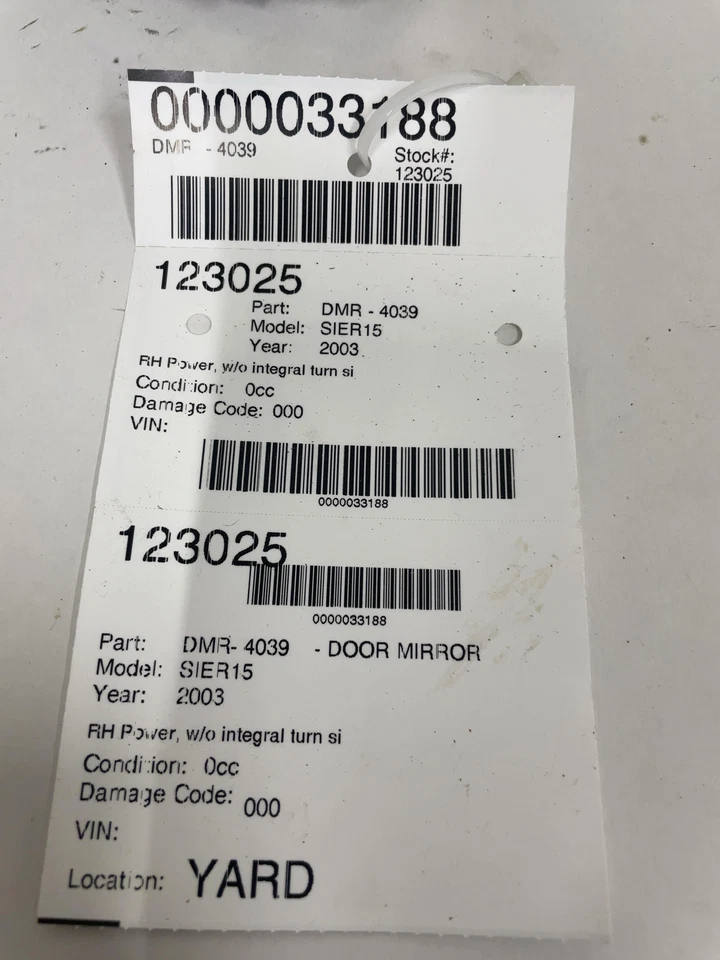 0000033188
DMR - 4039
Stock#:
123025
123025
Part: DMR - 4039
Model: SIER15
Year: 2003
RH Power, w/o integral turn si
Condition: 0cc
Damage Code: 000
VIN:
0000033188
123025
0000033188
Part: DMR- 4039 - DOOR MIRROR
Model: SIER15
Year: 2003
RH Power, w/o integral turn si
Condition: 0cc
Damage Code: 000
VIN:
Location: YARD